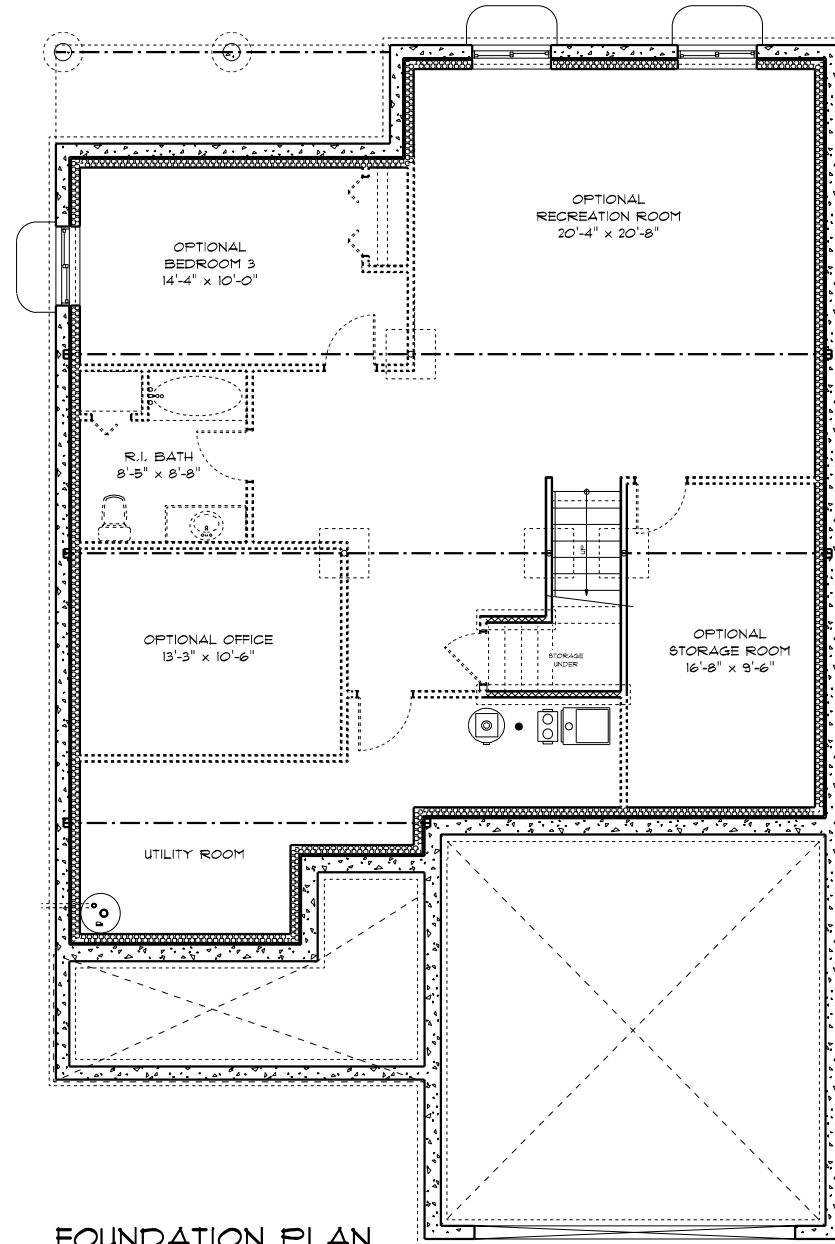 OPTIONAL
RECREATION ROOM
20'-4" x 20'-8"
OPTIONAL
BEDROOM 3
14'-4" x 10'-0"
R.I. BATH
8'-5" x 8'-8"
UP
OPTIONAL OFFICE
13'-3" x 10'-6"
STORAGE
UNDER
OPTIONAL
STORAGE ROOM
16'-8" x 9'-6"
UTILITY ROOM
FOUNDATION PLAN